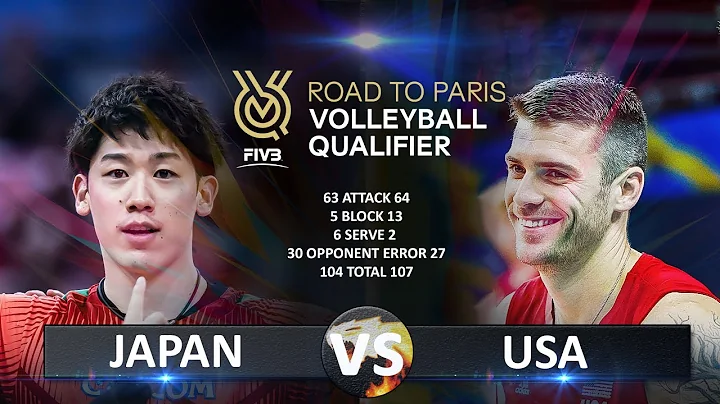 ROAD TO PARIS
VOLLEYBALL
QUALIFIER
FIVB
63 ATTACK 64
5 BLOCK 13
6 SERVE 2
30 OPPONENT ERROR 27
104 TOTAL 107
JAPAN
VS
USA